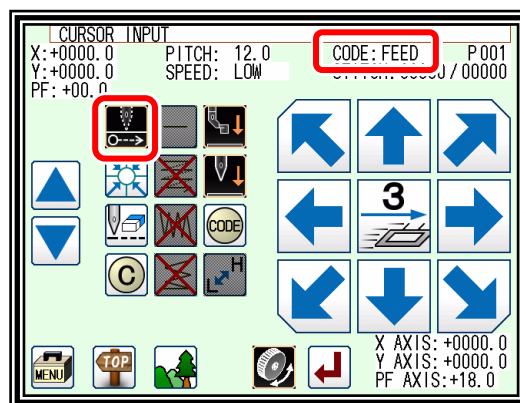 CURSOR INPUT
X:+0000.0 PITCH: 12.0 CODE:FEED P001
Y:+0000.0 SPEED: LOW /00000
PF: +00.0
3
CODE
C
H
L
MENU
TOP
X AXIS:+0000.0
Y AXIS:+0000.0
PF AXIS:+18.0